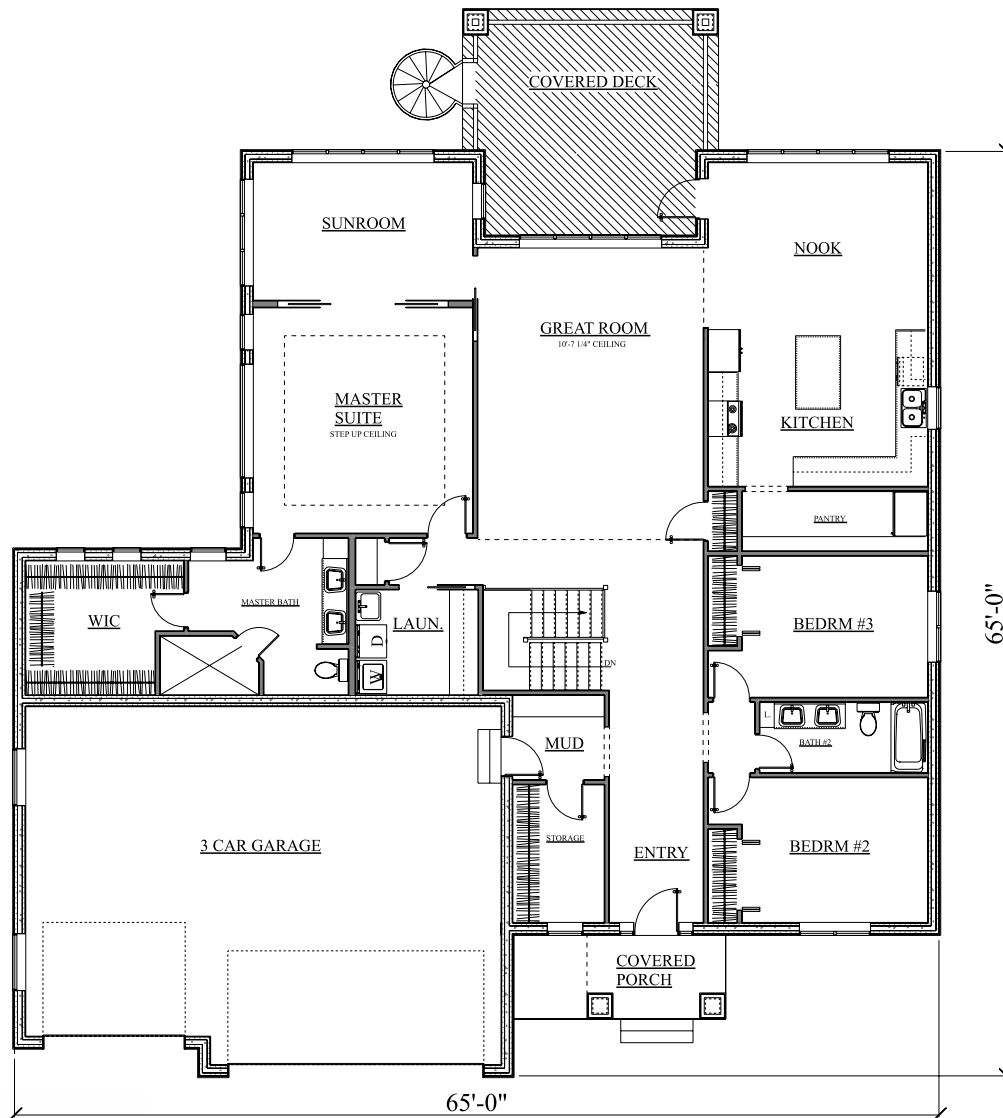 COVERED DECK
SUNROOM
NOOK
GREAT ROOM
10'-7 1/4" CEILING
MASTER
SUITE
STEP UP CEILING
KITCHEN
PANTRY
WIC
MASTER BATH
LAUN.
D
W
DN
BEDRM #3
65'-0"
L.
BATH #2
MUD
STORAGE
3 CAR GARAGE
ENTRY
BEDRM #2
COVERED
PORCH
65'-0"